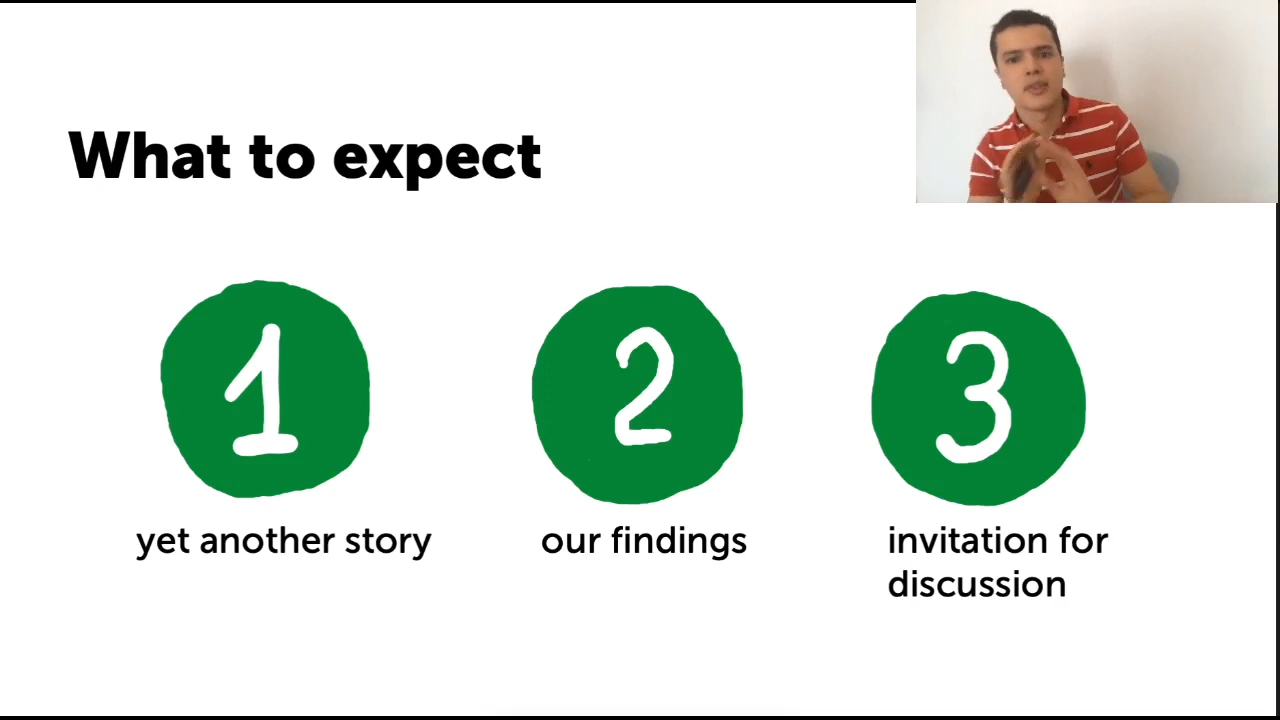 What to expect
1
2
3
yet another story
our findings
invitation for
discussion